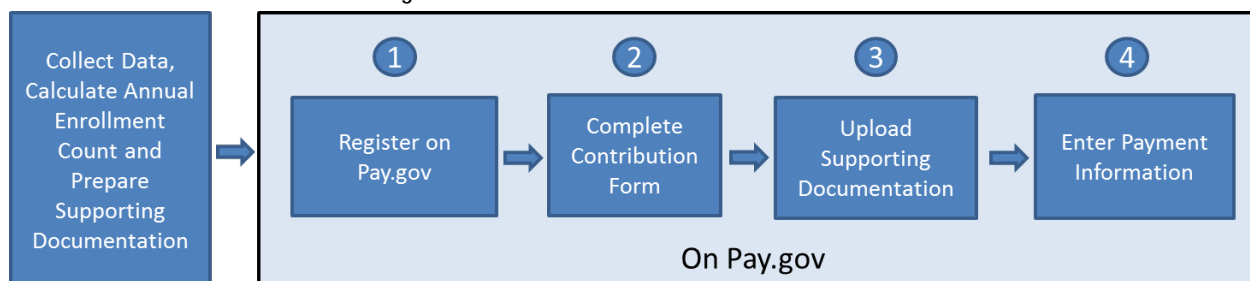 Collect Data,
Calculate Annual
Enrollment
Count and
Prepare
Supporting
Documentation
1
Register on
Pay.gov
2
Complete
Contribution
Form
3
Upload
Supporting
Documentation
4
Enter Payment
Information
On Pay.gov